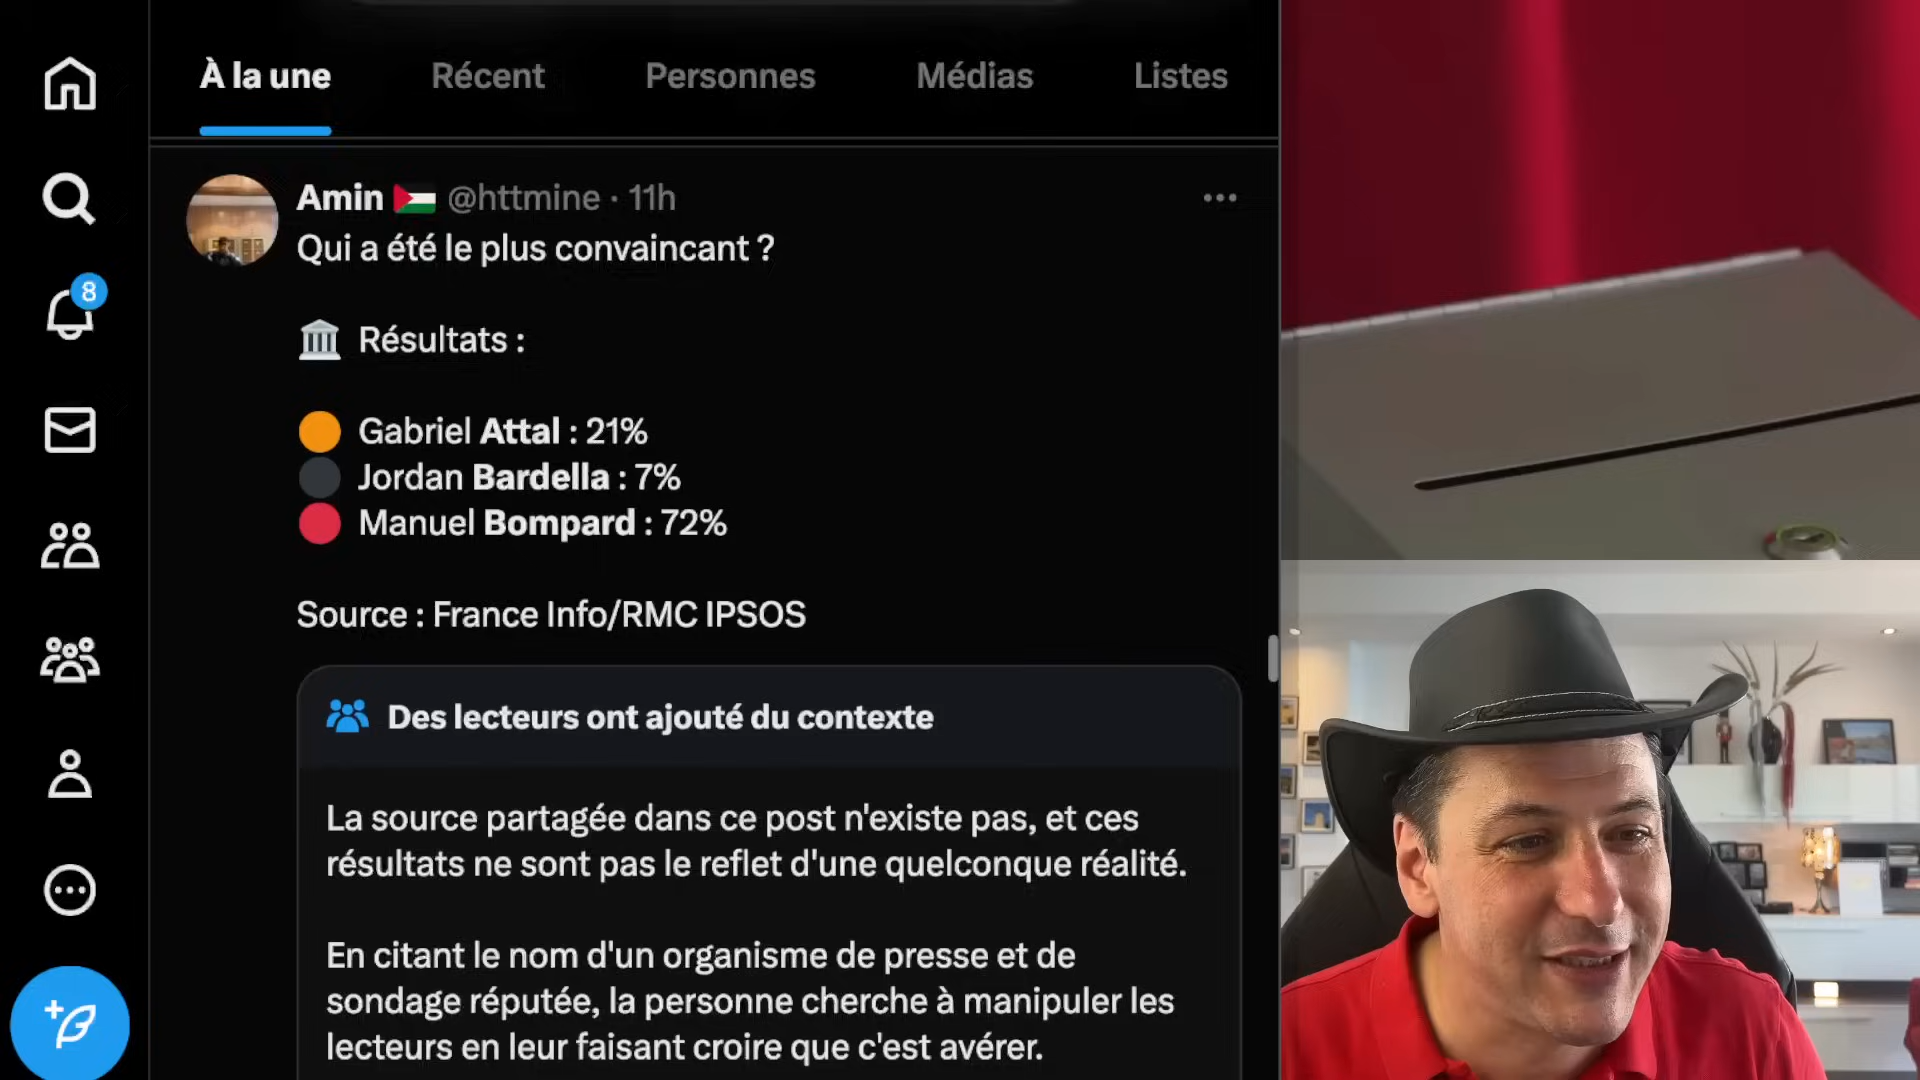 À la une Récent Personnes Médias Listes
Amin @httmine · 11h
Qui a été le plus convaincant ?
8
Résultats :
Gabriel Attal : 21%
Jordan Bardella : 7%
Manuel Bompard : 72%
Source : France Info/RMC IPSOS
Des lecteurs ont ajouté du contexte
La source partagée dans ce post n'existe pas, et ces
résultats ne sont pas le reflet d'une quelconque réalité.
En citant le nom d'un organisme de presse et de
sondage réputée, la personne cherche à manipuler les
lecteurs en leur faisant croire que c'est avérer.